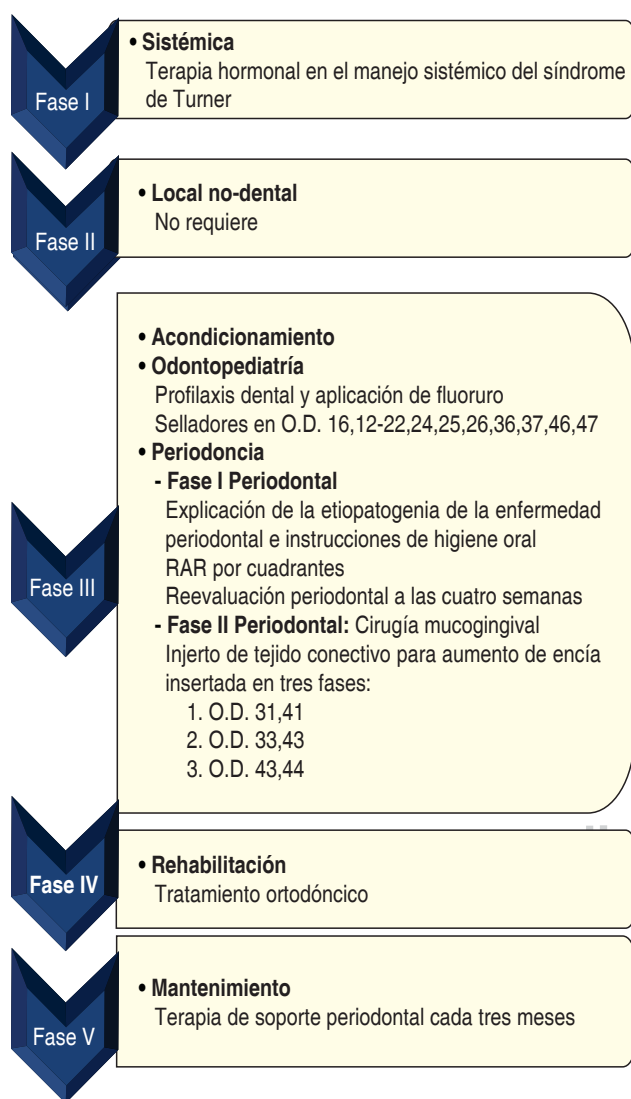 Fase I
• Sistémica
Terapia hormonal en el manejo sistémico del síndrome
de Turner
Fase II
• Local no-dental
No requiere
Fase III
• Acondicionamiento
• Odontopediatría
Profilaxis dental y aplicación de fluoruro
Selladores en O.D. 16,12-22,24,25,26,36,37,46,47
• Periodoncia
- Fase I Periodontal
Explicación de la etiopatogenia de la enfermedad
periodontal e instrucciones de higiene oral
RAR por cuadrantes
Reevaluación periodontal a las cuatro semanas
- Fase II Periodontal: Cirugía mucogingival
Injerto de tejido conectivo para aumento de encía
insertada en tres fases:
1. O.D. 31,41
2. O.D. 33,43
3. O.D. 43,44
Fase IV
• Rehabilitación
Tratamiento ortodóncico
Fase V
• Mantenimiento
Terapia de soporte periodontal cada tres meses